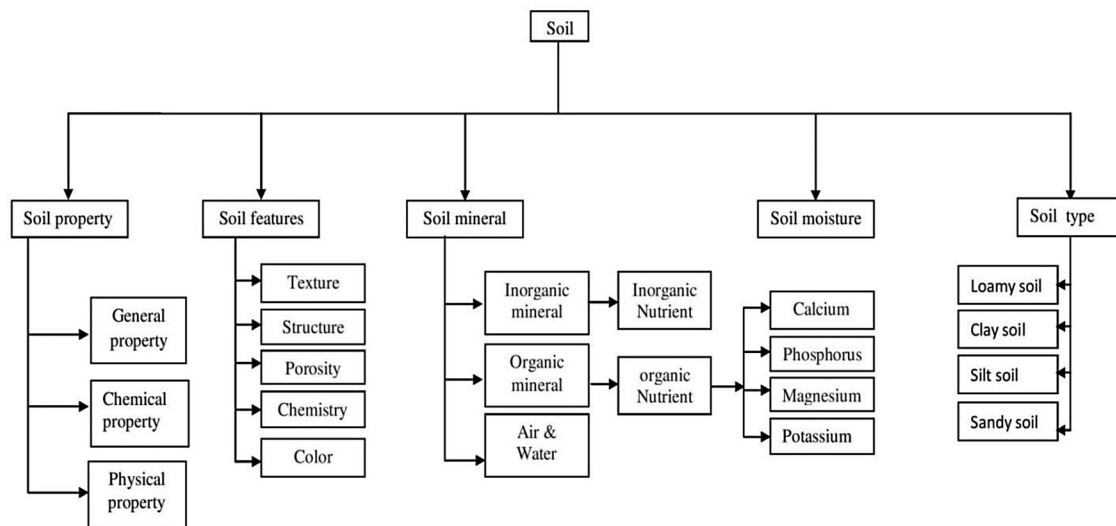 Soil
Soil property
Soil features
Soil mineral
Soil moisture
Soil type
General
property
Chemical
property
Physical
property
Texture
Structure
Porosity
Chemistry
Color
Inorganic
mineral
Organic
mineral
Air &
Water
Inorganic
Nutrient
organic
Nutrient
Calcium
Phosphorus
Magnesium
Potassium
Loamy soil
Clay soil
Silt soil
Sandy soil